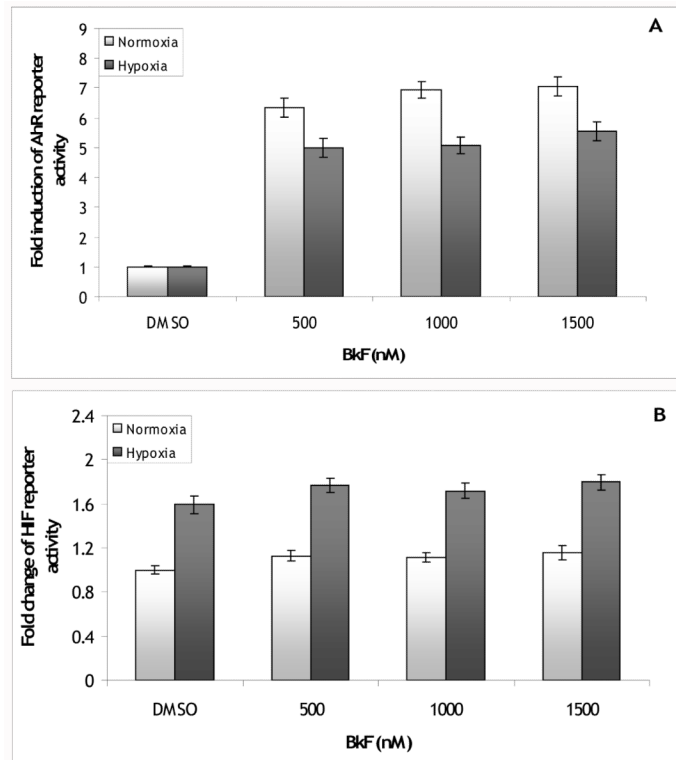 A
Normoxia
Hypoxia
Fold induction of AhR reporter
activity
9
8
7
6
5
4
3
2
1
0
DMSO 500 1000 1500
BkF(nM)
B
Normoxia
Hypoxia
Fold change of HIF reporter
activity
2.4
2
1.6
1.2
0.8
0.4
0
DMSO 500 1000 1500
BkF(nM)